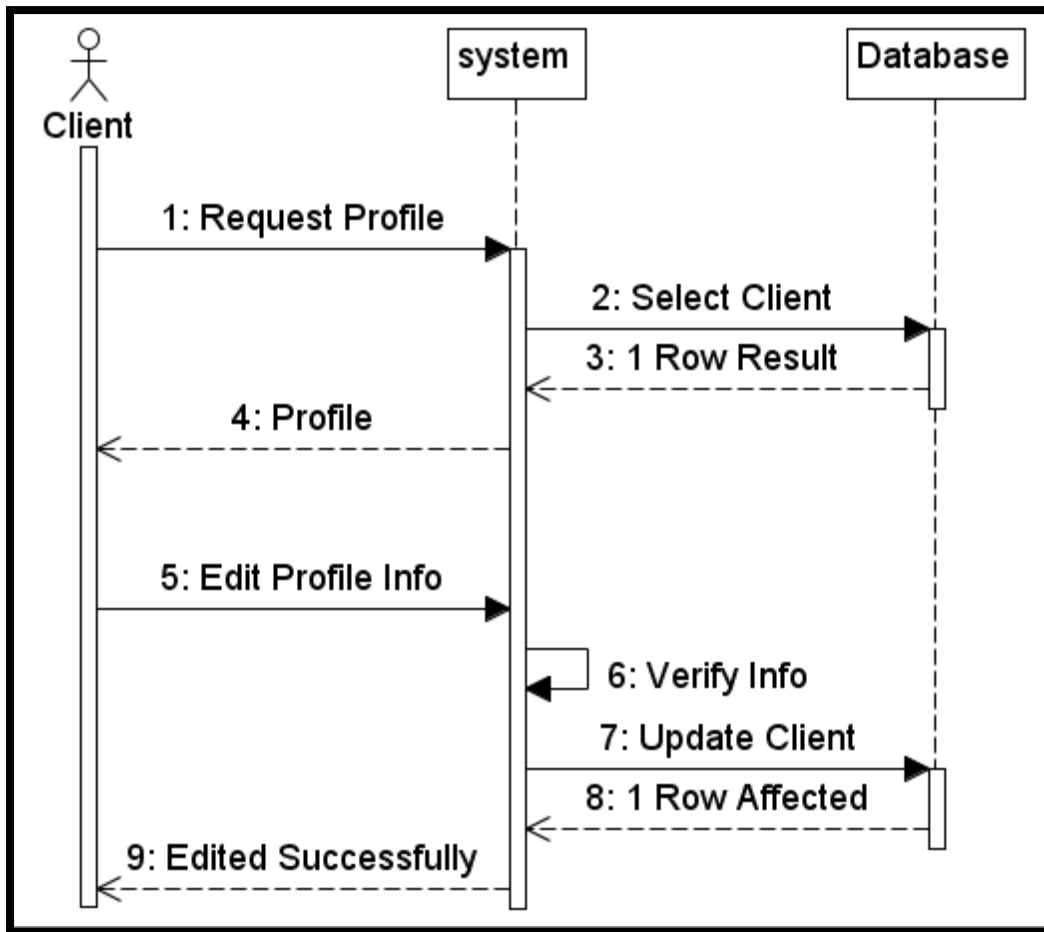 system
Database
Client
1: Request Profile
2: Select Client
3: 1 Row Result
4: Profile
5: Edit Profile Info
6: Verify Info
7: Update Client
8: 1 Row Affected
9: Edited Successfully